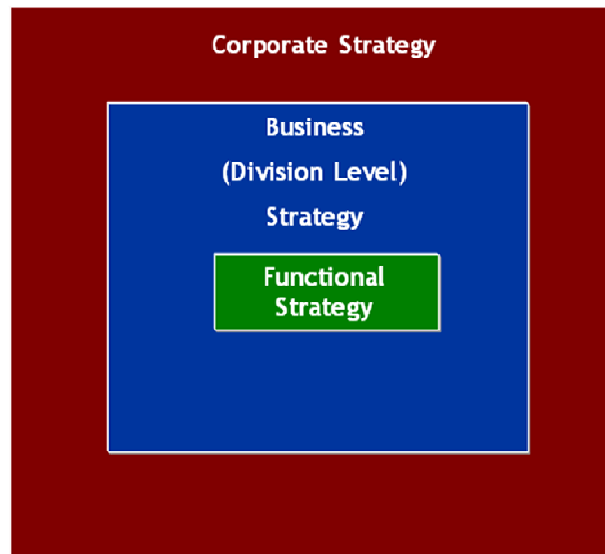 Corporate Strategy
Business
(Division Level)
Strategy
Functional
Strategy